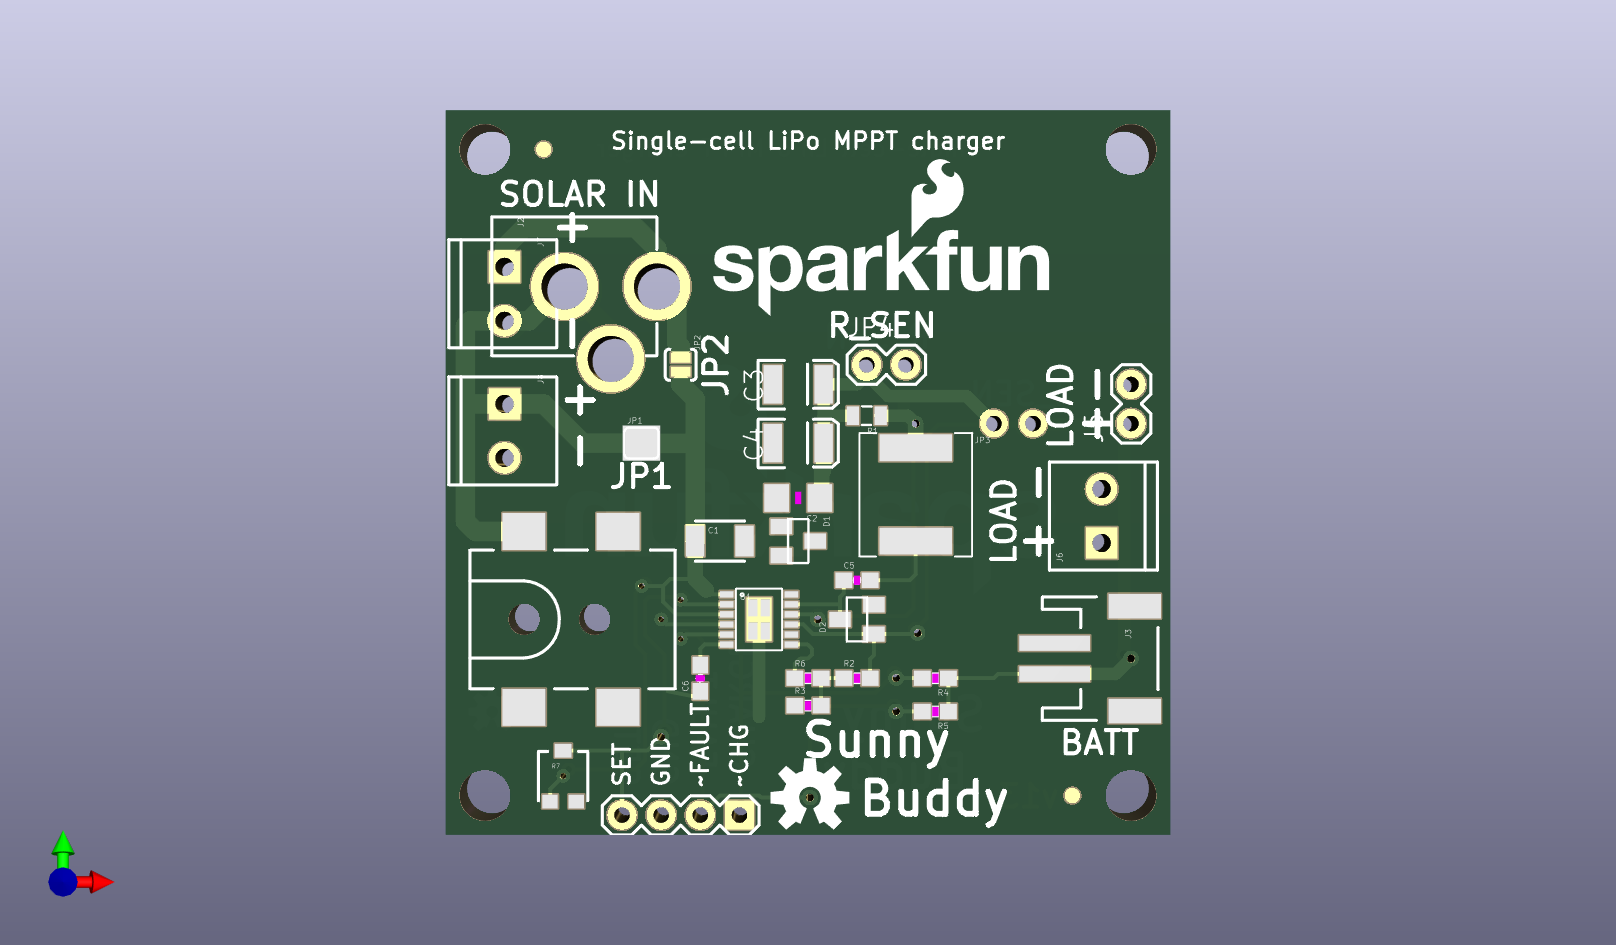 Single-cell LiPo MPPT charger
SOLAR IN
+
J2
sparkfun
R_SEN
JP4
JP2
JP2
C3
C4
R1
JP3
LOAD
+
JP1
JP1
+
C1
C2
D1
LOAD
+
J6
C5
D2
J3
R6
R2
R3
R4
R5
C6
Sunny
Buddy
BATT
SET
GND
~FAULT
~CHG
R7